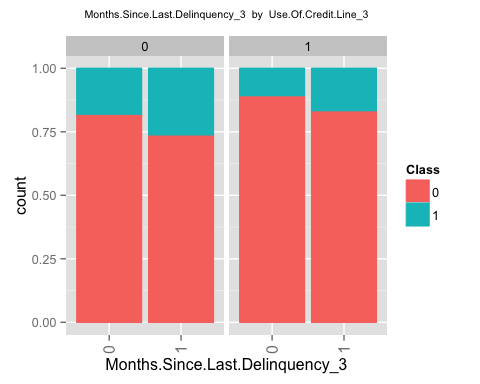 Months.Since.Last.Delinquency_3 by Use.Of.Credit.Line_3
0 1
1.00
0.75
0.50
0.25
0.00
count
0 1 0 1
Months.Since.Last.Delinquency_3
Class
0
1